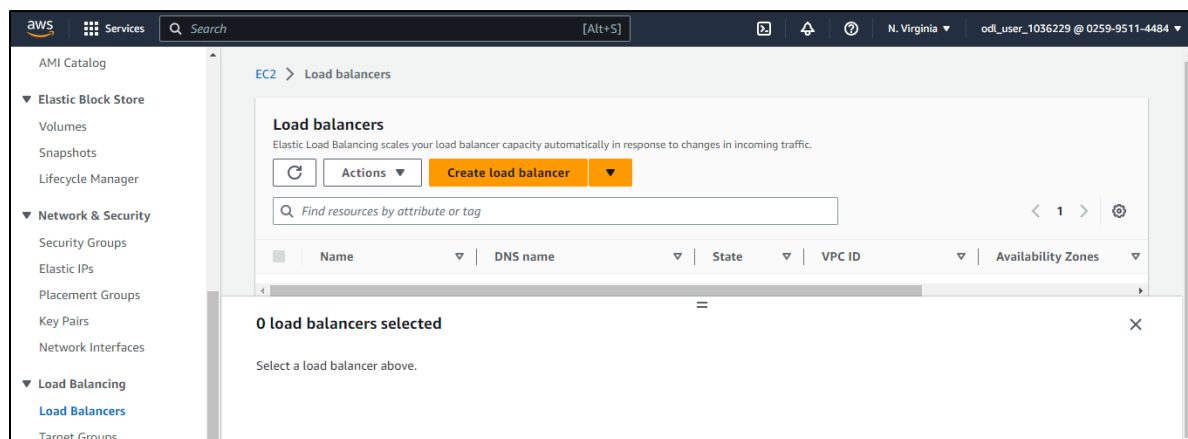 aws Services Search [Alt+S] N. Virginia ▼ odl_user_1036229 @ 0259-9511-4484 ▼
AMI Catalog
▼ Elastic Block Store
Volumes
Snapshots
Lifecycle Manager
▼ Network & Security
Security Groups
Elastic IPs
Placement Groups
Key Pairs
Network Interfaces
▼ Load Balancing
Load Balancers
Target Groups
EC2 > Load balancers
Load balancers
Elastic Load Balancing scales your load balancer capacity automatically in response to changes in incoming traffic.
Actions ▼ Create load balancer ▼
Find resources by attribute or tag < 1 >
Name DNS name State VPC ID Availability Zones
0 load balancers selected
Select a load balancer above.